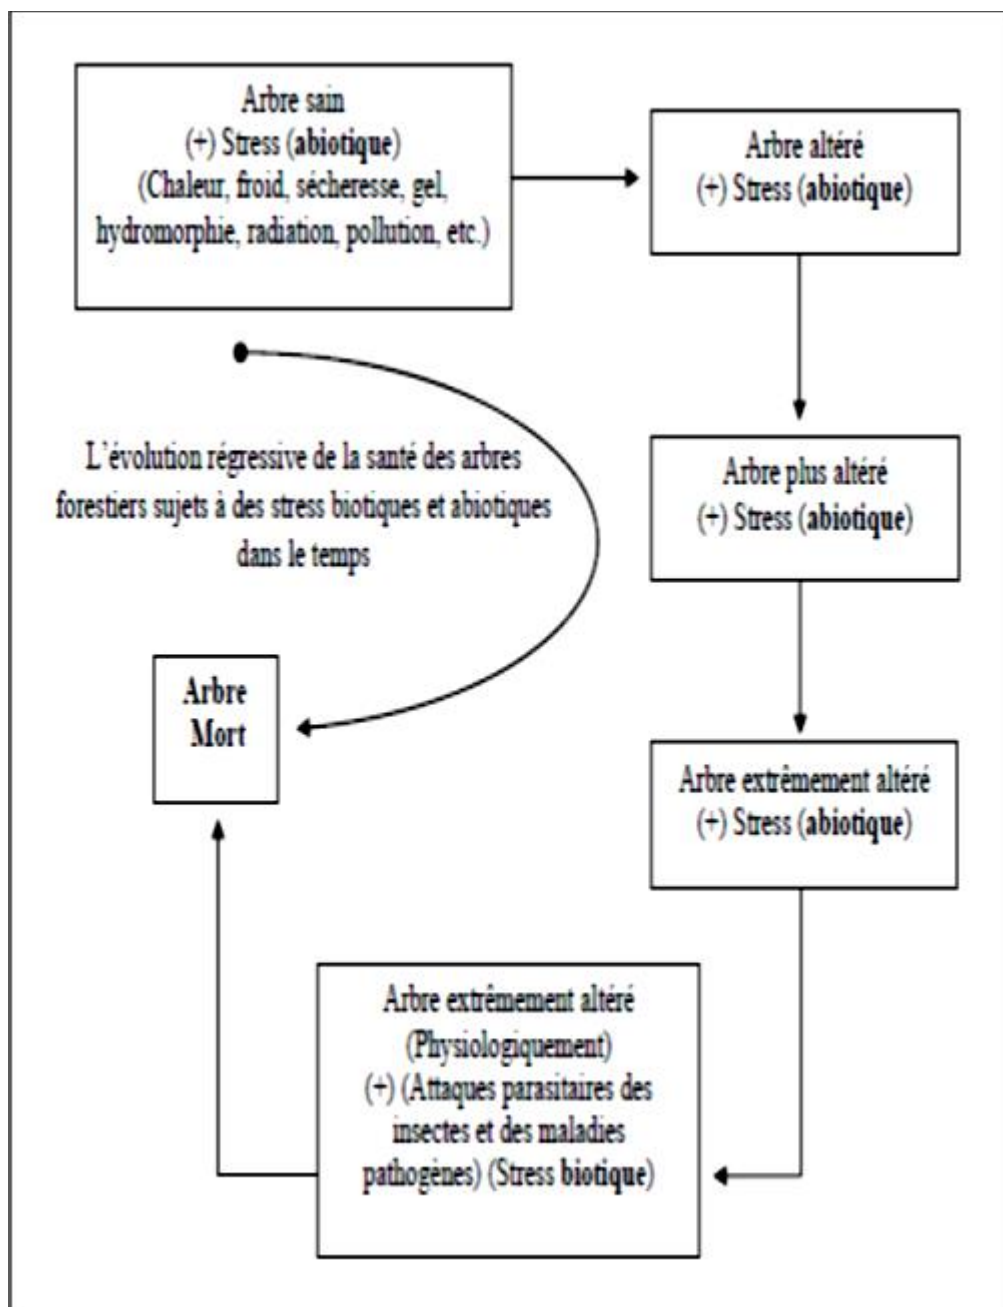 Arbre sain
(+) Stress (abiotique)
(Chaleur, froid, sécheresse, gel,
hydromorphie, radiation, pollution, etc.)
Arbre altéré
(+) Stress (abiotique)
Arbre plus altéré
(+) Stress (abiotique)
Arbre extrêmement altéré
(+) Stress (abiotique)
Arbre extrêmement altéré
(Physiologiquement)
(+) (Attaques parasitaires des
insectes et des maladies
pathogènes) (Stress biotique)
Arbre
Mort
L'évolution régressive de la santé des arbres
forestiers sujets à des stress biotiques et abiotiques
dans le temps